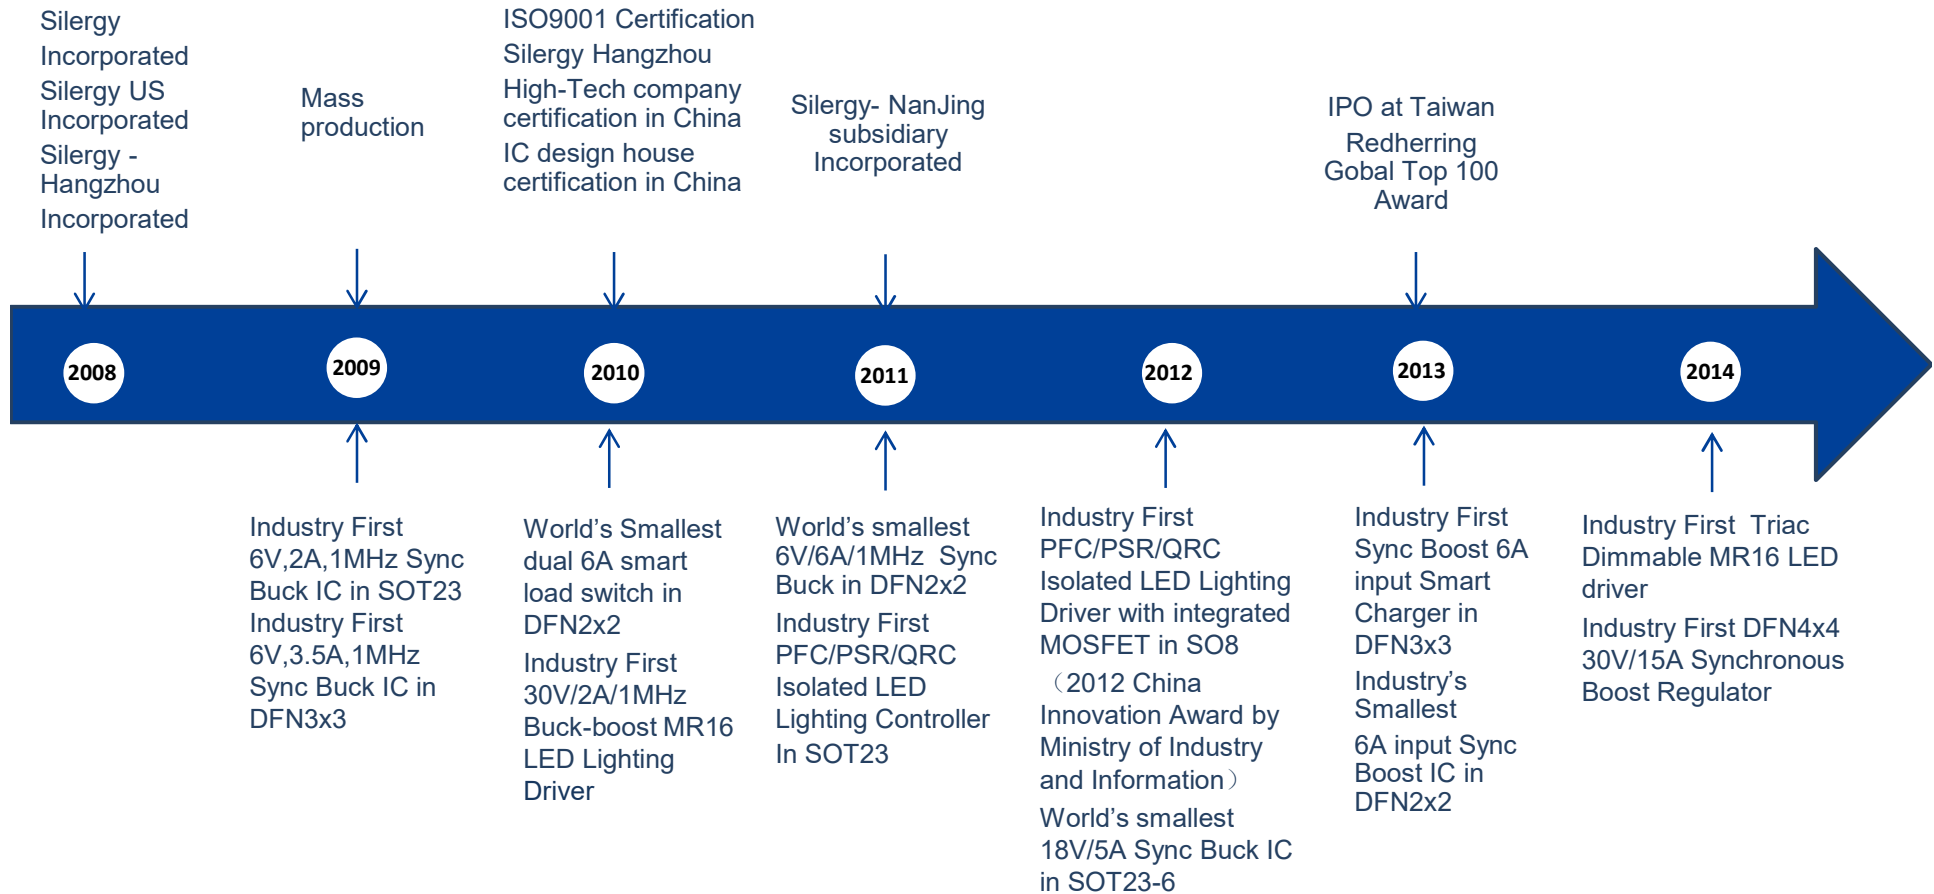 Silergy
Incorporated
Silergy US
Incorporated
Silergy -
Hangzhou
Incorporated
Mass
production
ISO9001 Certification
Silergy Hangzhou
High-Tech company
certification in China
IC design house
certification in China
Silergy- NanJing
subsidiary
Incorporated
IPO at Taiwan
Redherring
Gobal Top 100
Award
2008
2009
2010
2011
2012
2013
2014
Industry First
6V,2A,1MHz Sync
Buck IC in SOT23
Industry First
6V,3.5A,1MHz
Sync Buck IC in
DFN3x3
World’s Smallest
dual 6A smart
load switch in
DFN2x2
Industry First
30V/2A/1MHz
Buck-boost MR16
LED Lighting
Driver
World’s smallest
6V/6A/1MHz Sync
Buck in DFN2x2
Industry First
PFC/PSR/QRC
Isolated LED
Lighting Controller
In SOT23
Industry First
PFC/PSR/QRC
Isolated LED Lighting
Driver with integrated
MOSFET in SO8
（2012 China
Innovation Award by
Ministry of Industry
and Information）
World’s smallest
18V/5A Sync Buck IC
in SOT23-6
Industry First
Sync Boost 6A
input Smart
Charger in
DFN3x3
Industry’s
Smallest
6A input Sync
Boost IC in
DFN2x2
Industry First Triac
Dimmable MR16 LED
driver
Industry First DFN4x4
30V/15A Synchronous
Boost Regulator